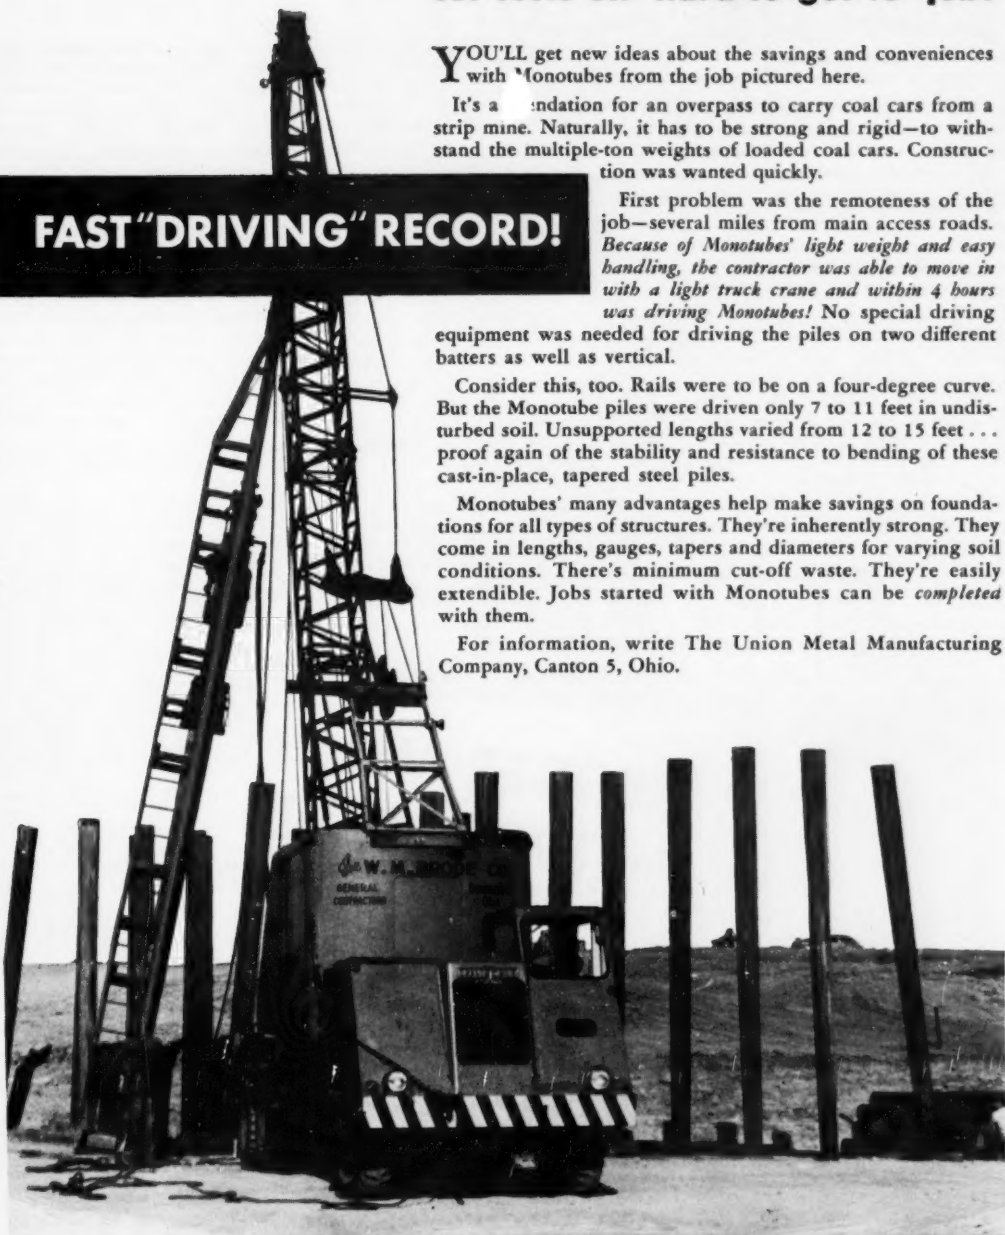 YOU'LL get new ideas about the savings and conveniences
with Monotubes from the job pictured here.
It's a ndation for an overpass to carry coal cars from a
strip mine. Naturally, it has to be strong and rigid—to with-
stand the multiple-ton weights of loaded coal cars. Construc-
tion was wanted quickly.
FAST "DRIVING" RECORD!
First problem was the remoteness of the
job—several miles from main access roads.
Because of Monotubes' light weight and easy
handling, the contractor was able to move in
with a light truck crane and within 4 hours
was driving Monotubes! No special driving
equipment was needed for driving the piles on two different
batters as well as vertical.
Consider this, too. Rails were to be on a four-degree curve.
But the Monotube piles were driven only 7 to 11 feet in undis-
turbed soil. Unsupported lengths varied from 12 to 15 feet . . .
proof again of the stability and resistance to bending of these
cast-in-place, tapered steel piles.
Monotubes' many advantages help make savings on founda-
tions for all types of structures. They're inherently strong. They
come in lengths, gauges, tapers and diameters for varying soil
conditions. There's minimum cut-off waste. They're easily
extendible. Jobs started with Monotubes can be completed
with them.
For information, write The Union Metal Manufacturing
Company, Canton 5, Ohio.
The W. M. BRODE CO
GENERAL
CONTRACTORS